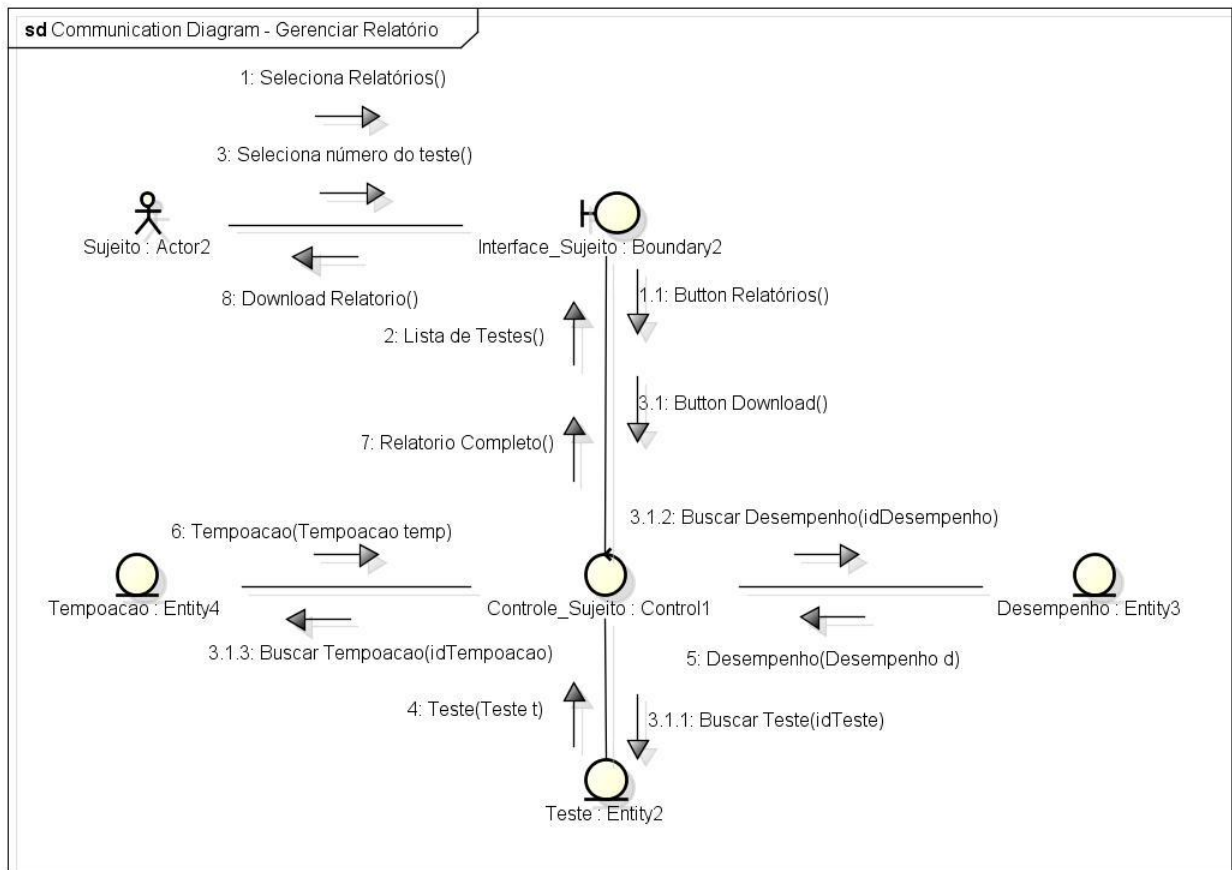 sd Communication Diagram - Gerenciar Relatório
1: Seleciona Relatórios()
3: Seleciona número do teste()
Sujeito : Actor2
Interface_Sujeito : Boundary2
8: Download Relatorio()
1.1: Button Relatórios()
2: Lista de Testes()
3.1: Button Download()
7: Relatorio Completo()
6: Tempoacao(Tempoacao temp)
3.1.2: Buscar Desempenho(idDesempenho)
Tempoacao : Entity4
Controle_Sujeito : Control1
Desempenho : Entity3
3.1.3: Buscar Tempoacao(idTempoacao)
5: Desempenho(Desempenho d)
4: Teste(Teste t)
3.1.1: Buscar Teste(idTeste)
Teste : Entity2